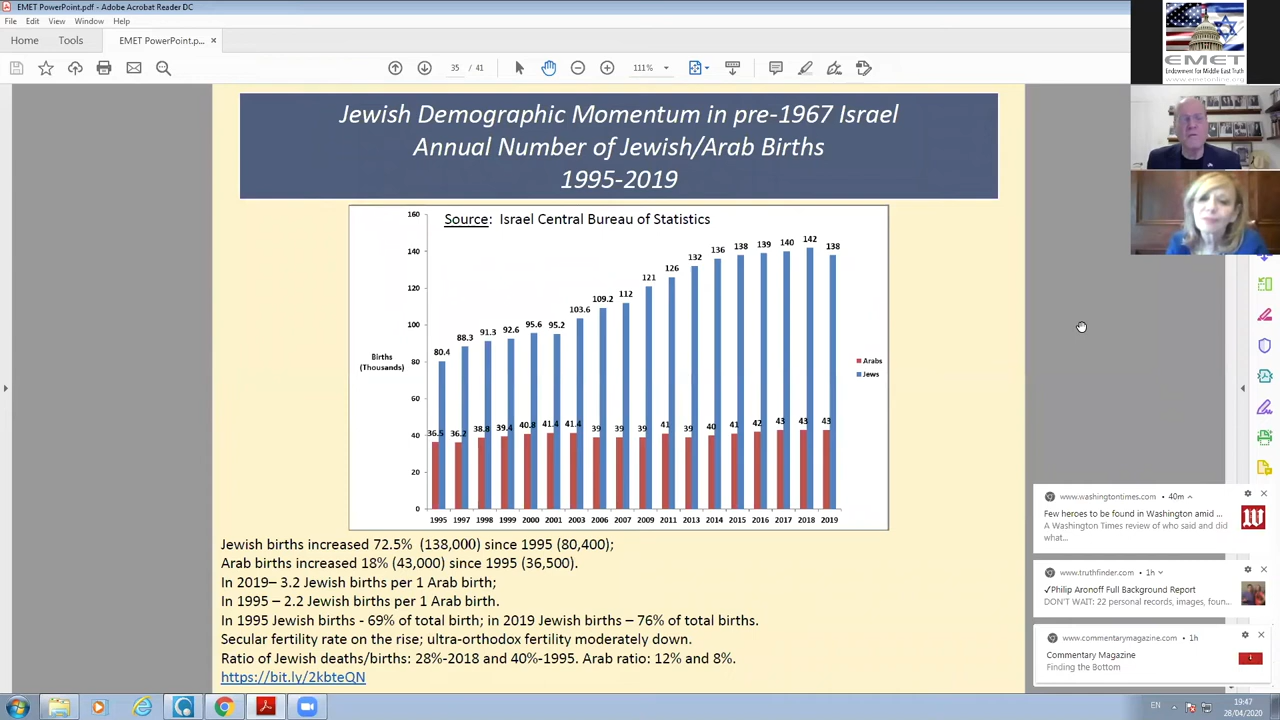 EMET PowerPoint.pdf - Adobe Acrobat Reader DC
File Edit View Window Help
Home Tools EMET PowerPoint.p... ×
35 111%
EMET
Endowment for Middle East Truth
www.emetonline.org
Jewish Demographic Momentum in pre-1967 Israel
Annual Number of Jewish/Arab Births
1995-2019
Source: Israel Central Bureau of Statistics
160
140
120
100
80
60
40
20
0
Births
(Thousands)
80.4 88.3 91.3 92.6 95.6 95.2 103.6 109.2 112 121 126 132 136 138 139 140 142 138
36.5 36.2 38.8 39.4 40.8 41.4 41.4 39 39 39 41 39 40 41 42 43 43 43
1995 1997 1998 1999 2000 2001 2003 2006 2007 2009 2011 2013 2014 2015 2016 2017 2018 2019
Arabs
Jews
Jewish births increased 72.5% (138,000) since 1995 (80,400);
Arab births increased 18% (43,000) since 1995 (36,500).
In 2019– 3.2 Jewish births per 1 Arab birth;
In 1995 – 2.2 Jewish births per 1 Arab birth.
In 1995 Jewish births - 69% of total birth; in 2019 Jewish births – 76% of total births.
Secular fertility rate on the rise; ultra-orthodox fertility moderately down.
Ratio of Jewish deaths/births: 28%-2018 and 40%-1995. Arab ratio: 12% and 8%.
https://bit.ly/2kbteQN
www.washingtontimes.com • 40m
Few heroes to be found in Washington amid ...
A Washington Times review of who said and did
what...
www.truthfinder.com • 1h
✓Philip Aronoff Full Background Report
DON'T WAIT: 22 personal records, images, foun...
www.commentarymagazine.com • 1h
Commentary Magazine
Finding the Bottom
EN
19:47
28/04/2020